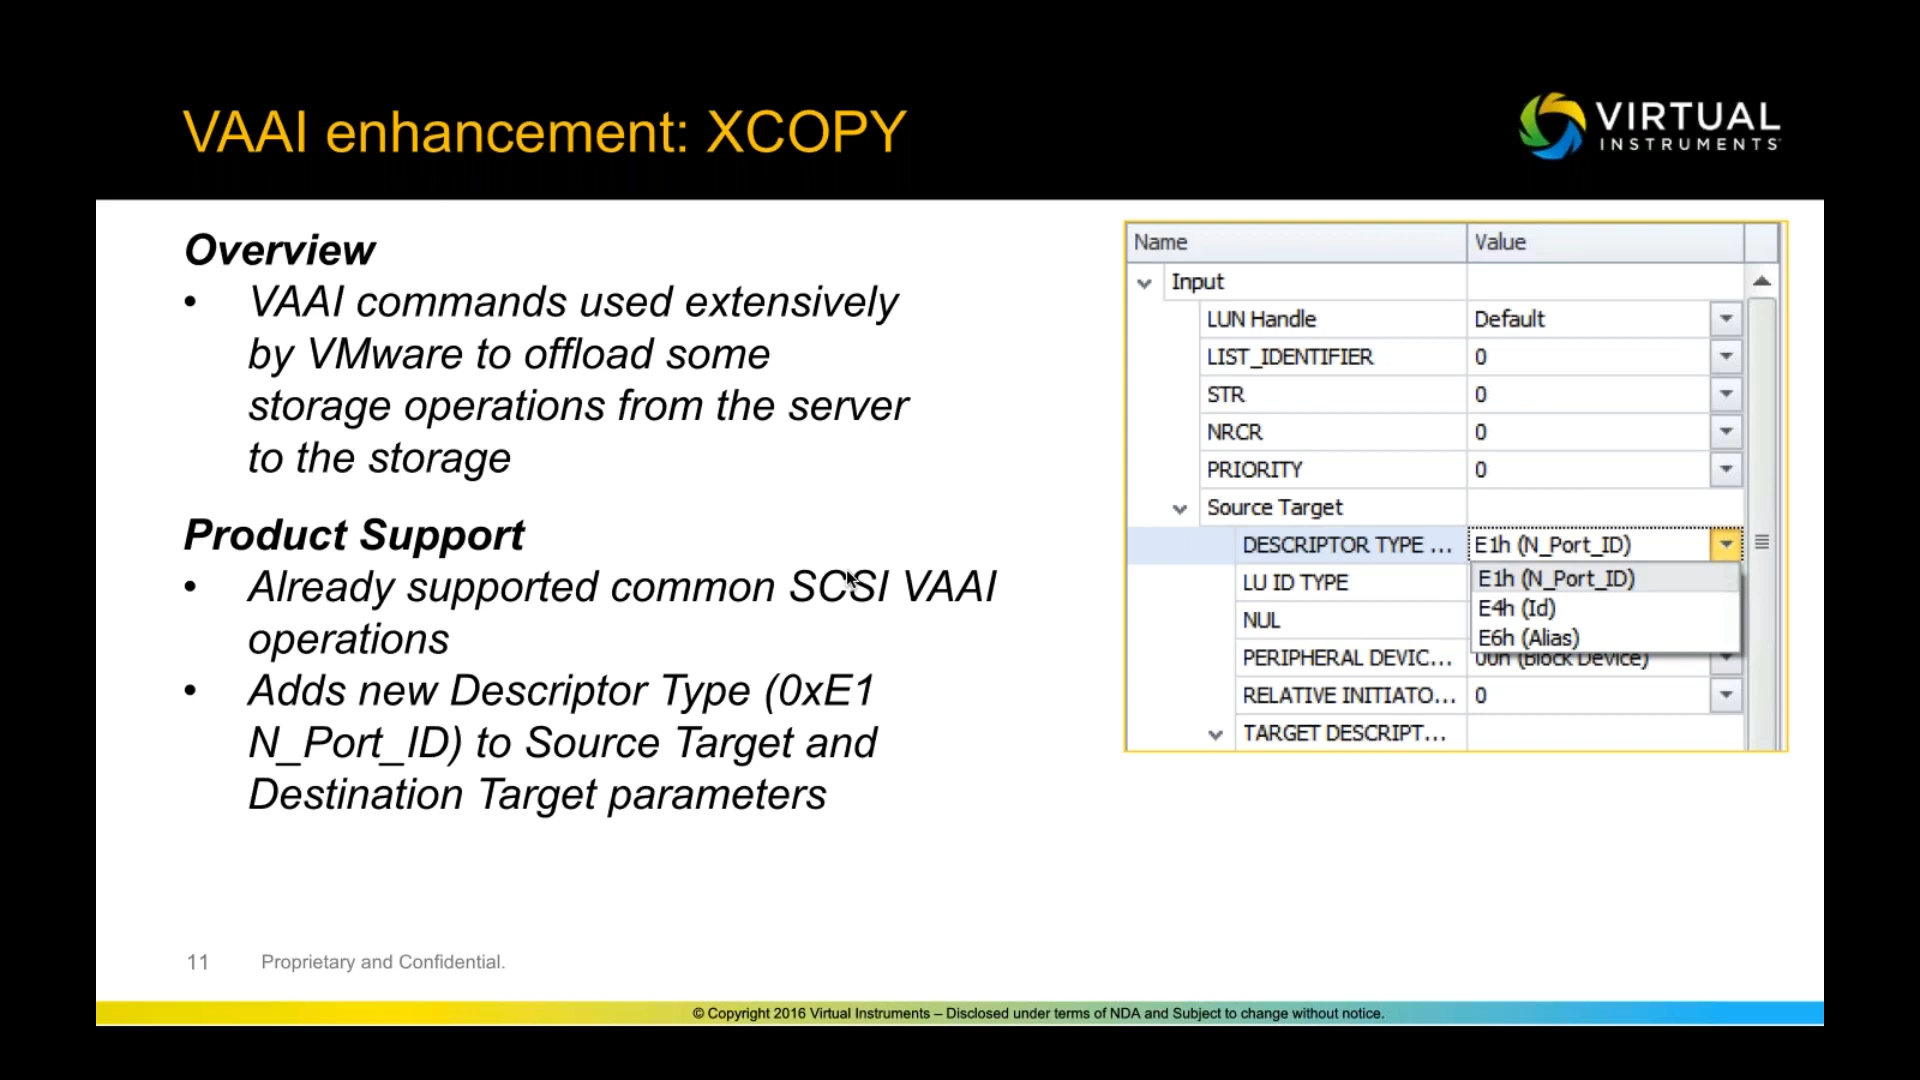 VAAI enhancement: XCOPY
VIRTUAL
INSTRUMENTS
Overview
• VAAI commands used extensively
by VMware to offload some
storage operations from the server
to the storage
Product Support
• Already supported common SCSI VAAI
operations
• Adds new Descriptor Type (0xE1
N_Port_ID) to Source Target and
Destination Target parameters
Name Value
Input
LUN Handle Default
LIST_IDENTIFIER 0
STR 0
NRCR 0
PRIORITY 0
Source Target
DESCRIPTOR TYPE ... E1h (N_Port_ID)
LU ID TYPE E1h (N_Port_ID)
E4h (Id)
NUL E6h (Alias)
PERIPHERAL DEVIC... 00h (Block Device)
RELATIVE INITIATO... 0
TARGET DESCRIPT...
11 Proprietary and Confidential.
© Copyright 2016 Virtual Instruments – Disclosed under terms of NDA and Subject to change without notice.